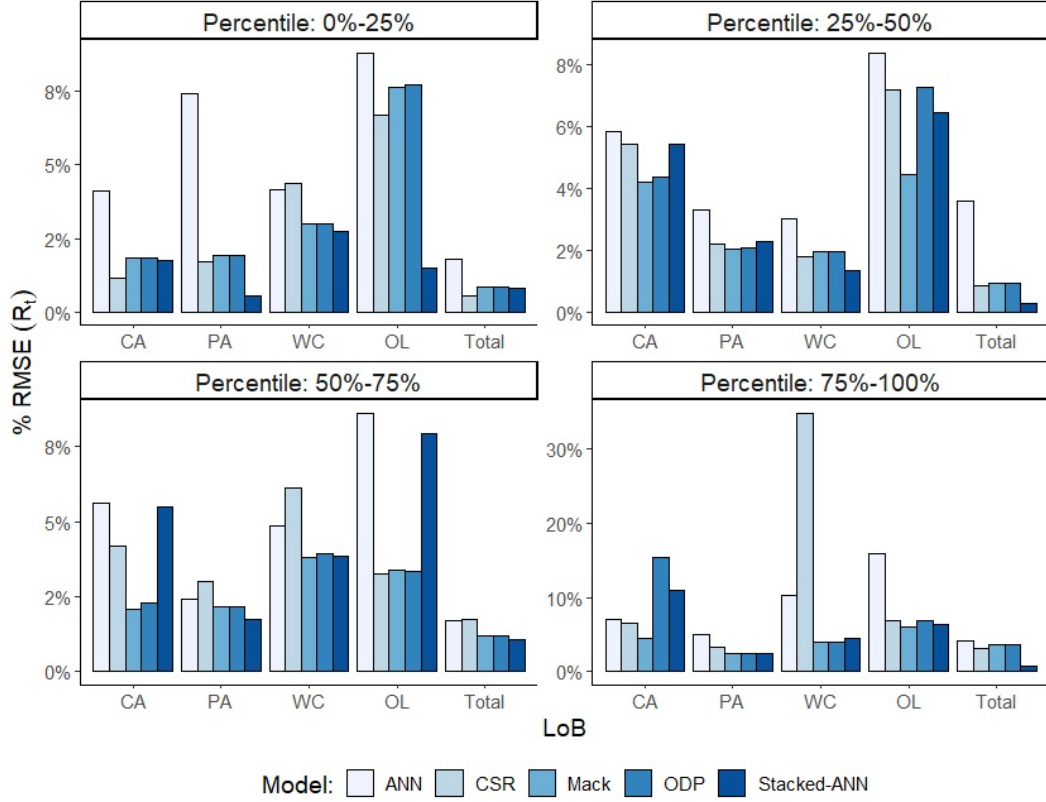 Percentile: 0%-25%
8%
5%
2%
0%
CA PA WC OL Total
Percentile: 25%-50%
8%
6%
4%
2%
0%
CA PA WC OL Total
% RMSE (Rt)
Percentile: 50%-75%
8%
5%
2%
0%
CA PA WC OL Total
Percentile: 75%-100%
30%
20%
10%
0%
CA PA WC OL Total
LoB
Model: ANN CSR Mack ODP Stacked-ANN